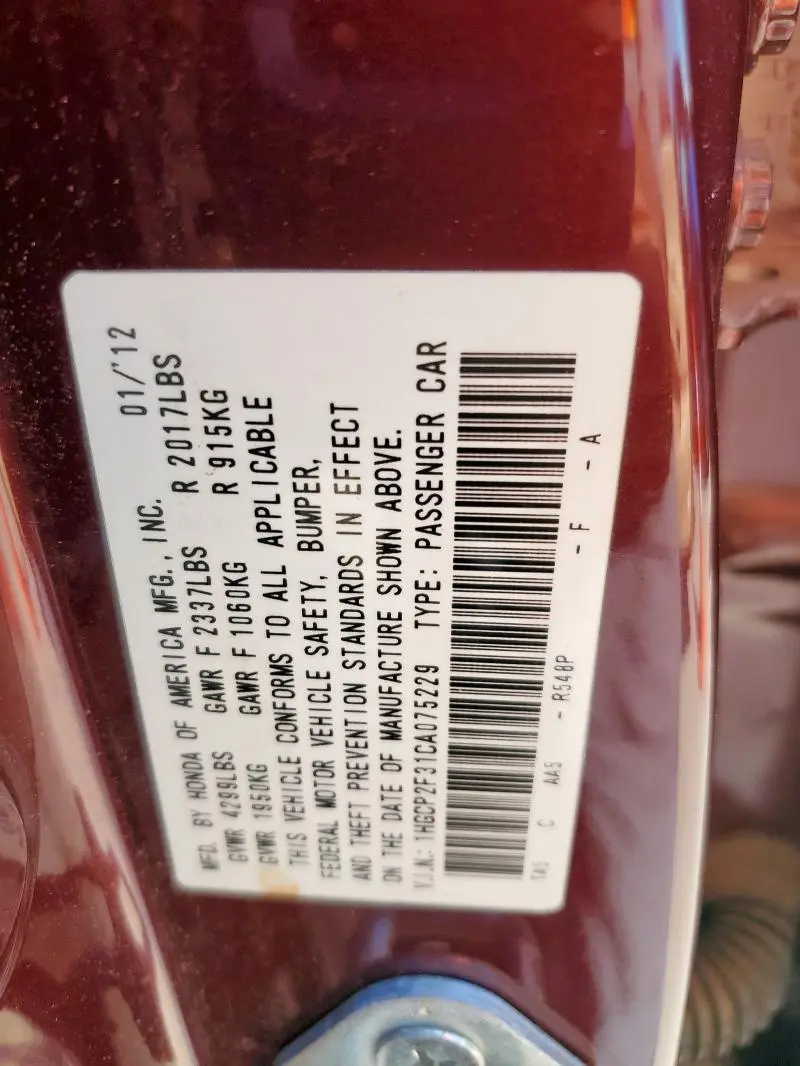 MFD. BY HONDA OF AMERICA MFG., INC. 01/'12
GVWR 4299LBS GAWR F 2337LBS R 2017LBS
GVWR 1950KG GAWR F 1060KG R 915KG
THIS VEHICLE CONFORMS TO ALL APPLICABLE
FEDERAL MOTOR VEHICLE SAFETY, BUMPER,
AND THEFT PREVENTION STANDARDS IN EFFECT
ON THE DATE OF MANUFACTURE SHOWN ABOVE.
V.I.N.: 1HGCP2F31CA075229 TYPE: PASSENGER CAR
TA5 C AA5 - R548P - F - A